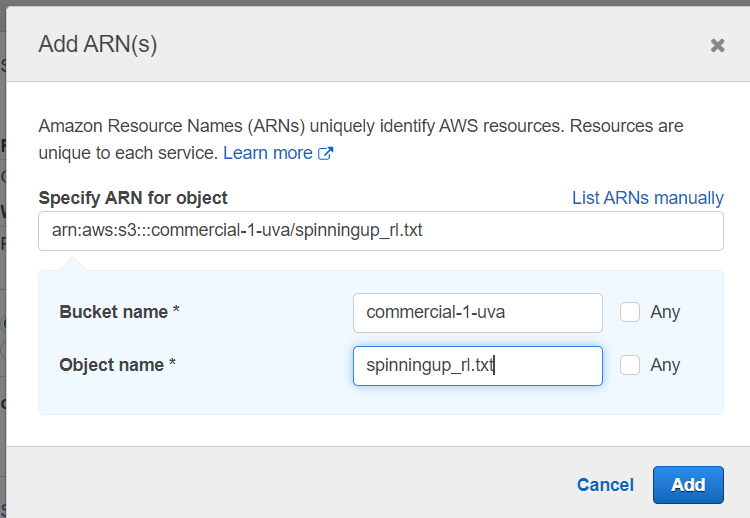 Add ARN(s)
Amazon Resource Names (ARNs) uniquely identify AWS resources. Resources are
unique to each service. Learn more
Specify ARN for object List ARNs manually
arn:aws:s3:::commercial-1-uva/spinningup_rl.txt
Bucket name * commercial-1-uva Any
Object name * spinningup_rl.txt Any
Cancel Add